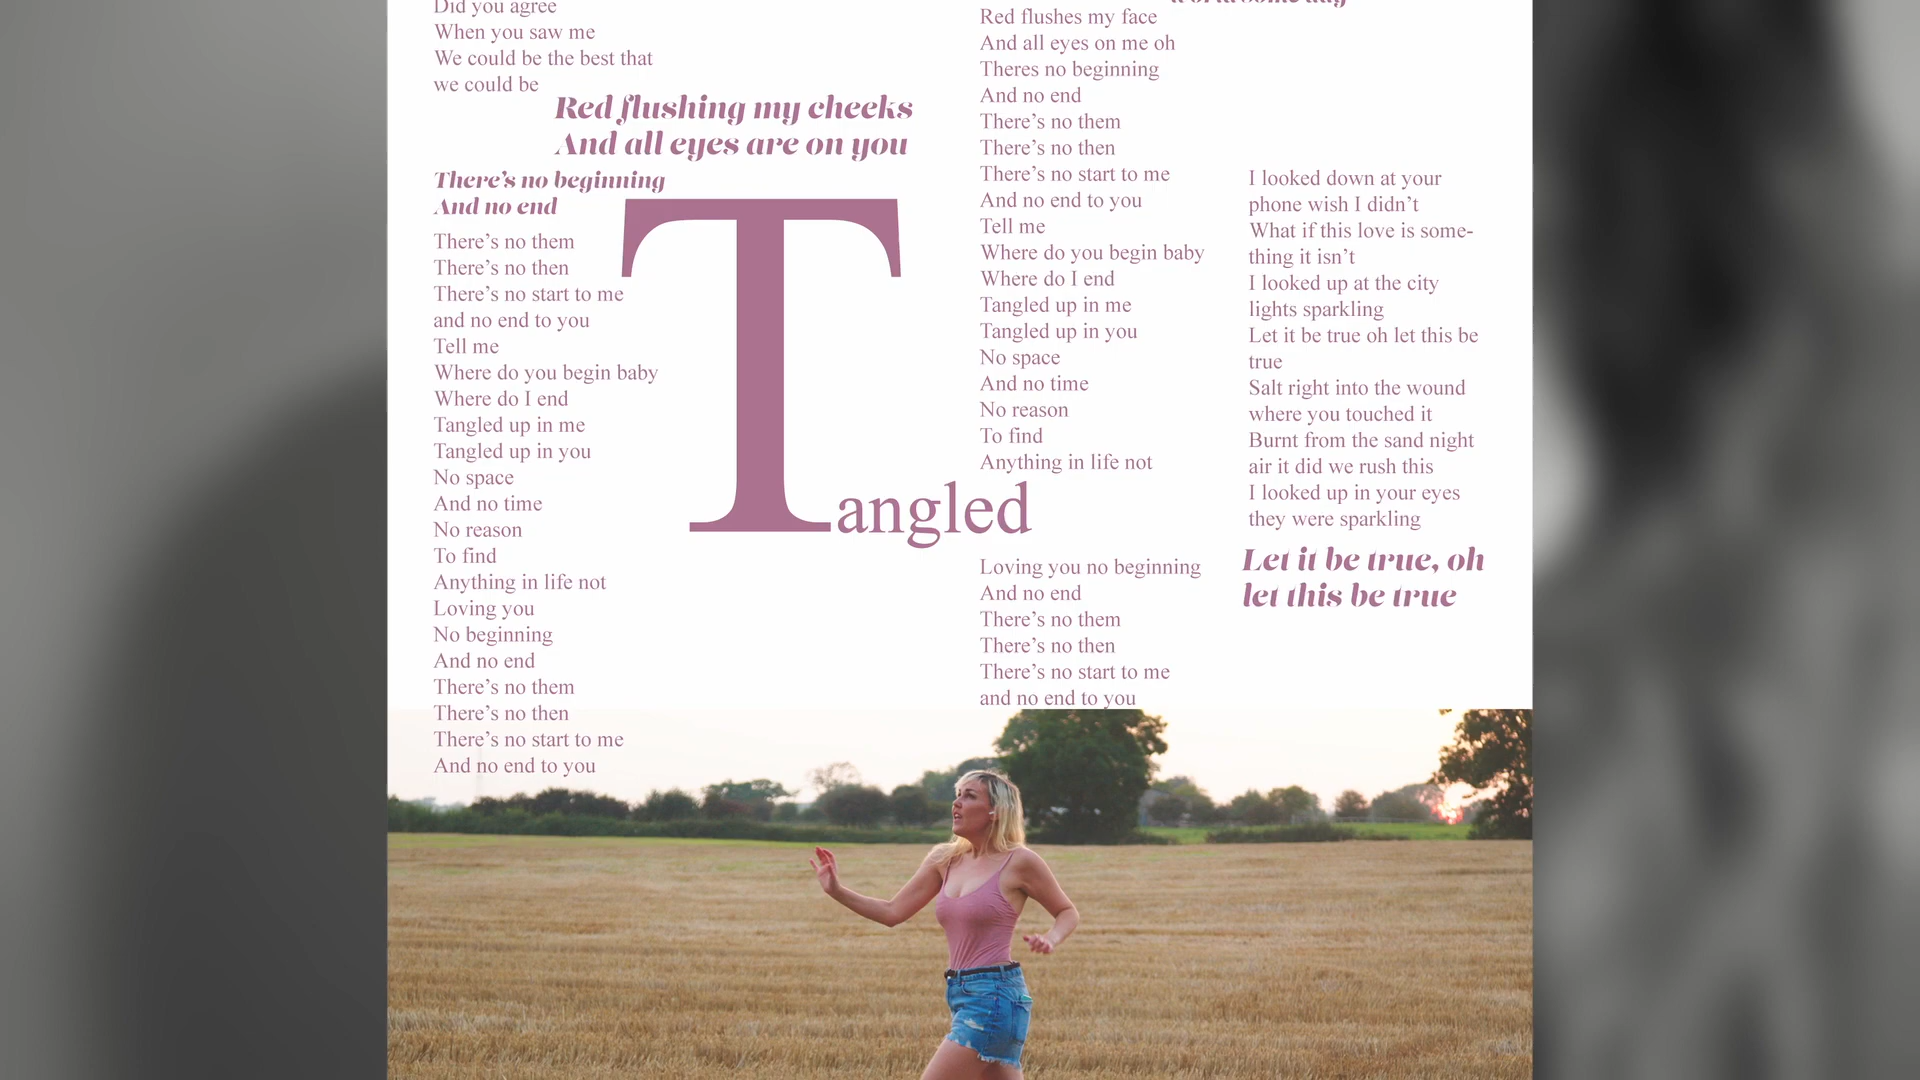 Did you agree
When you saw me
We could be the best that
we could be
Red flushing my cheeks
And all eyes are on you
There's no beginning
And no end
There's no them
There's no then
There's no start to me
and no end to you
Tell me
Where do you begin baby
Where do I end
Tangled up in me
Tangled up in you
No space
And no time
No reason
To find
Anything in life not
Loving you
No beginning
And no end
There's no them
There's no then
There's no start to me
And no end to you
Tangled
Red flushes my face
And all eyes on me oh
Theres no beginning
And no end
There's no them
There's no then
There's no start to me
And no end to you
Tell me
Where do you begin baby
Where do I end
Tangled up in me
Tangled up in you
No space
And no time
No reason
To find
Anything in life not
Loving you no beginning
And no end
There's no them
There's no then
There's no start to me
and no end to you
I looked down at your
phone wish I didn't
What if this love is some-
thing it isn't
I looked up at the city
lights sparkling
Let it be true oh let this be
true
Salt right into the wound
where you touched it
Burnt from the sand night
air it did we rush this
I looked up in your eyes
they were sparkling
Let it be true, oh
let this be true